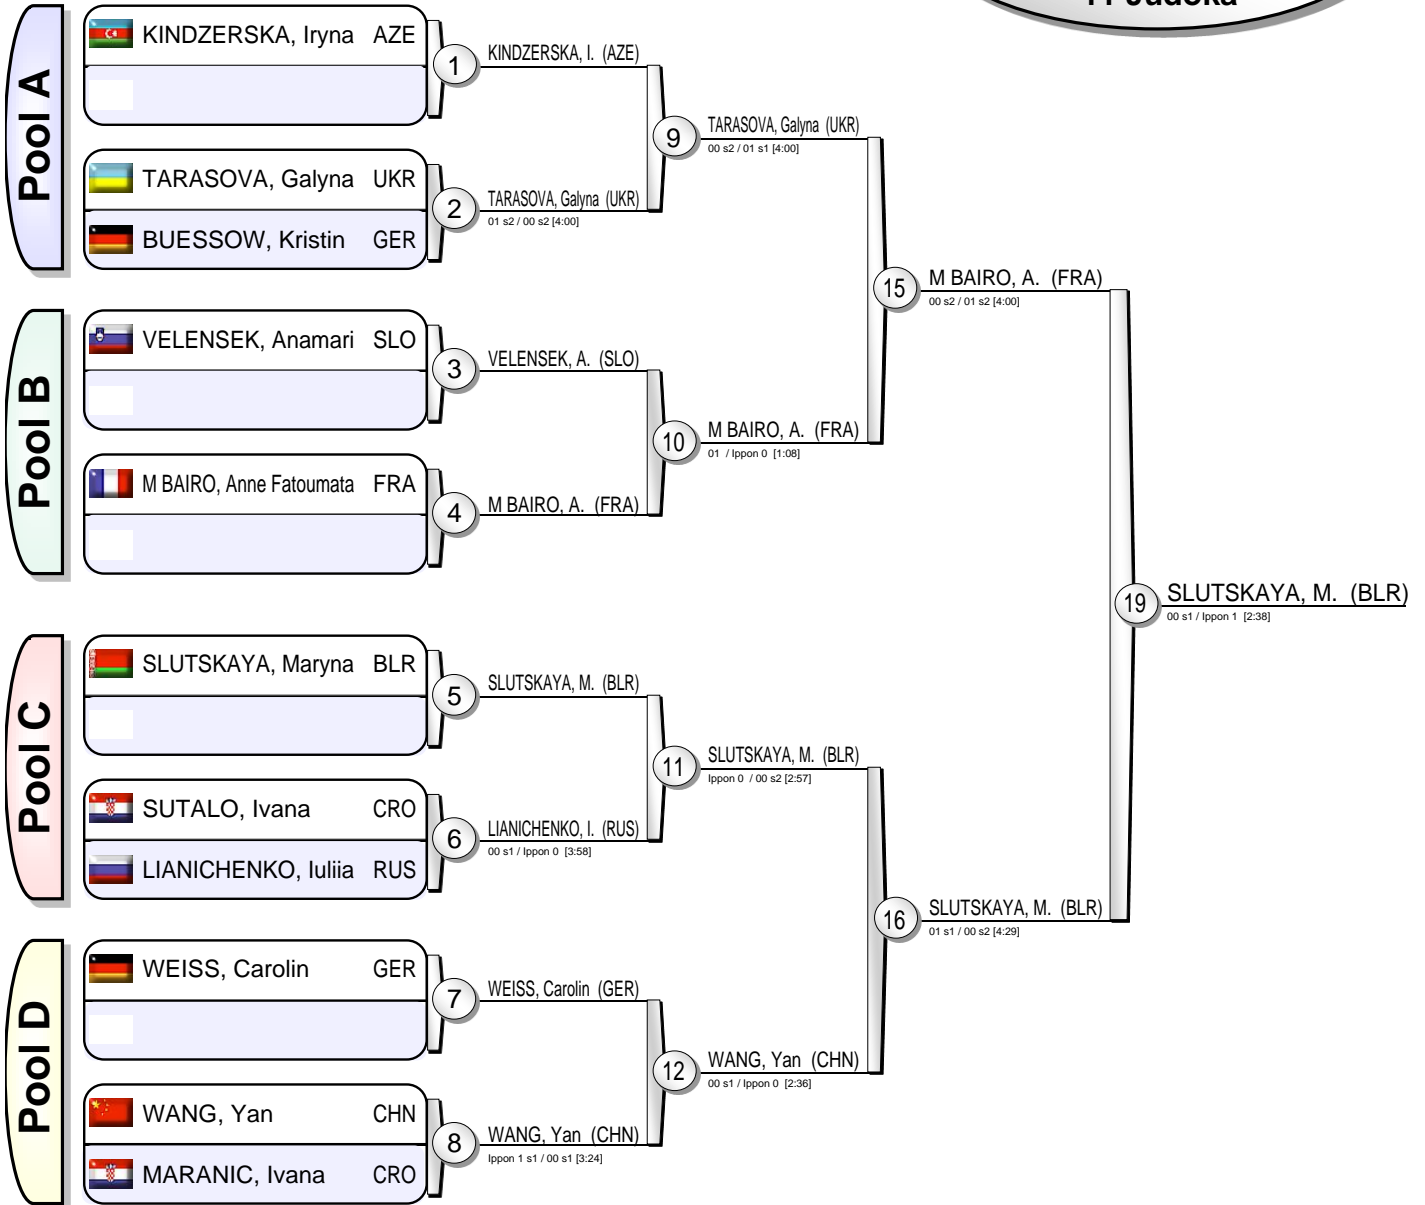 11 Judoka
Pool A
KINDZERSKA, Iryna AZE
1
KINDZERSKA, I. (AZE)
TARASOVA, Galyna UKR
BUESSOW, Kristin GER
2
TARASOVA, Galyna (UKR)
01 s2 / 00 s2 [4:00]
9
TARASOVA, Galyna (UKR)
00 s2 / 01 s1 [4:00]
Pool B
VELENSEK, Anamari SLO
3
VELENSEK, A. (SLO)
M BAIRO, Anne Fatoumata FRA
4
M BAIRO, A. (FRA)
10
M BAIRO, A. (FRA)
01 / Ippon 0 [1:08]
15
M BAIRO, A. (FRA)
00 s2 / 01 s2 [4:00]
Pool C
SLUTSKAYA, Maryna BLR
5
SLUTSKAYA, M. (BLR)
SUTALO, Ivana CRO
LIANICHENKO, Iuliia RUS
6
LIANICHENKO, I. (RUS)
00 s1 / Ippon 0 [3:58]
11
SLUTSKAYA, M. (BLR)
Ippon 0 / 00 s2 [2:57]
Pool D
WEISS, Carolin GER
7
WEISS, Carolin (GER)
WANG, Yan CHN
MARANIC, Ivana CRO
8
WANG, Yan (CHN)
Ippon 1 s1 / 00 s1 [3:24]
12
WANG, Yan (CHN)
00 s1 / Ippon 0 [2:36]
16
SLUTSKAYA, M. (BLR)
01 s1 / 00 s2 [4:29]
19
SLUTSKAYA, M. (BLR)
00 s1 / Ippon 1 [2:38]